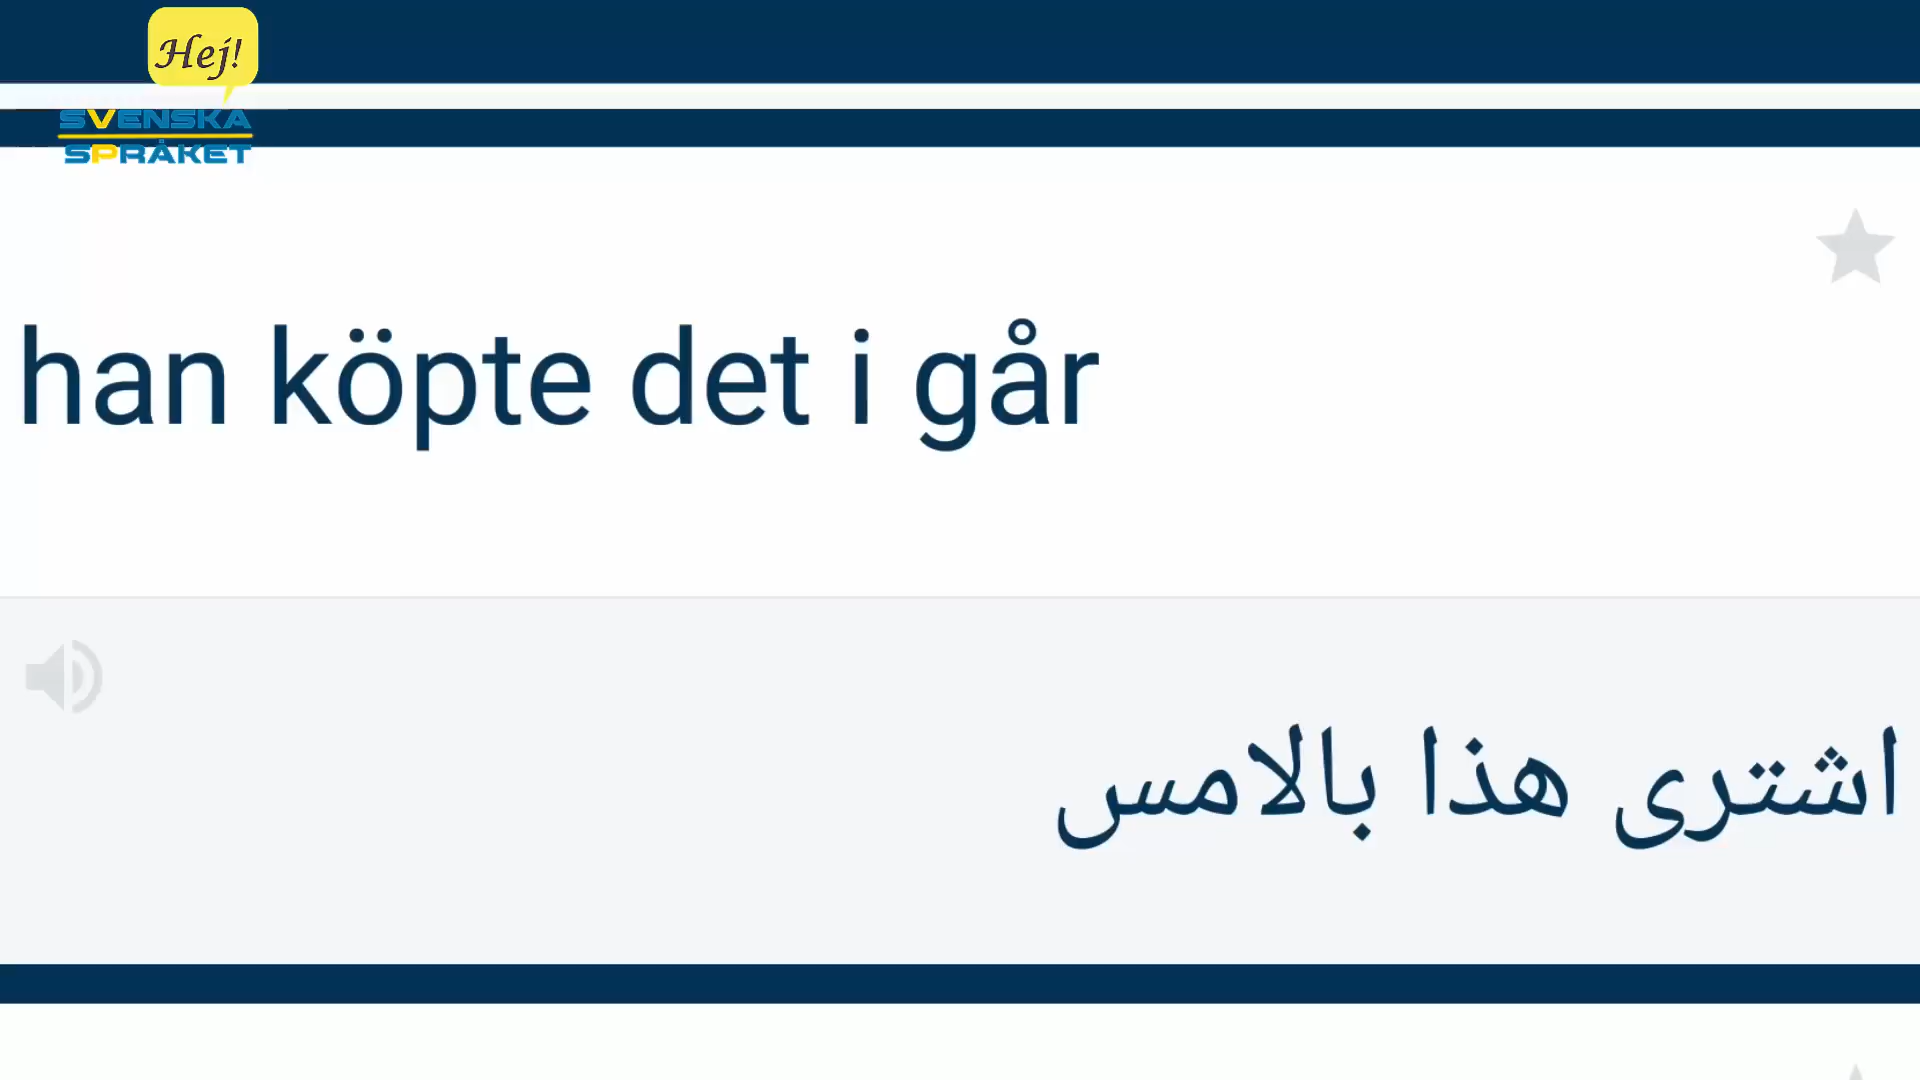 Hej!
SVENSKA
SPRÅKET
han köpte det i går
اشترى هذا بالامس